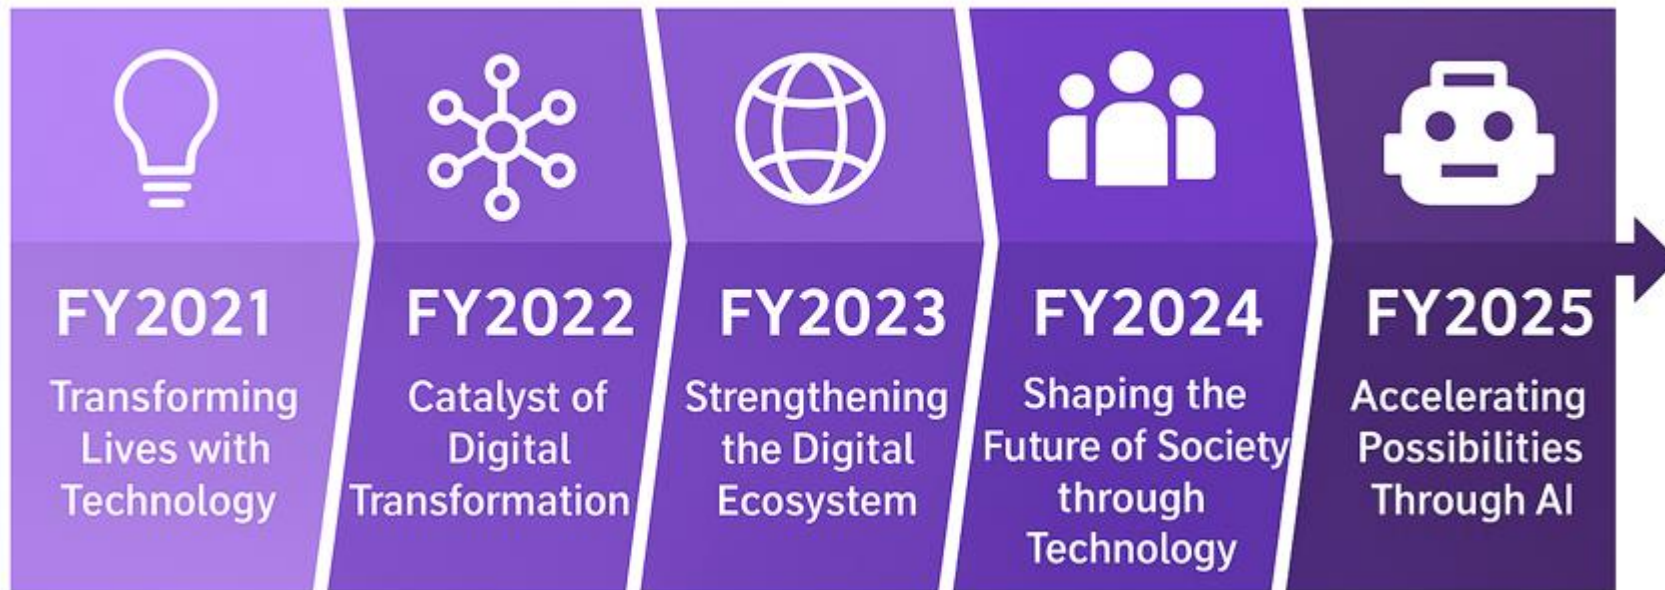 FY2021
Transforming
Lives with
Technology
FY2022
Catalyst of
Digital
Transformation
FY2023
Strengthening
the Digital
Ecosystem
FY2024
Shaping the
Future of Society
through
Technology
FY2025
Accelerating
Possibilities
Through AI